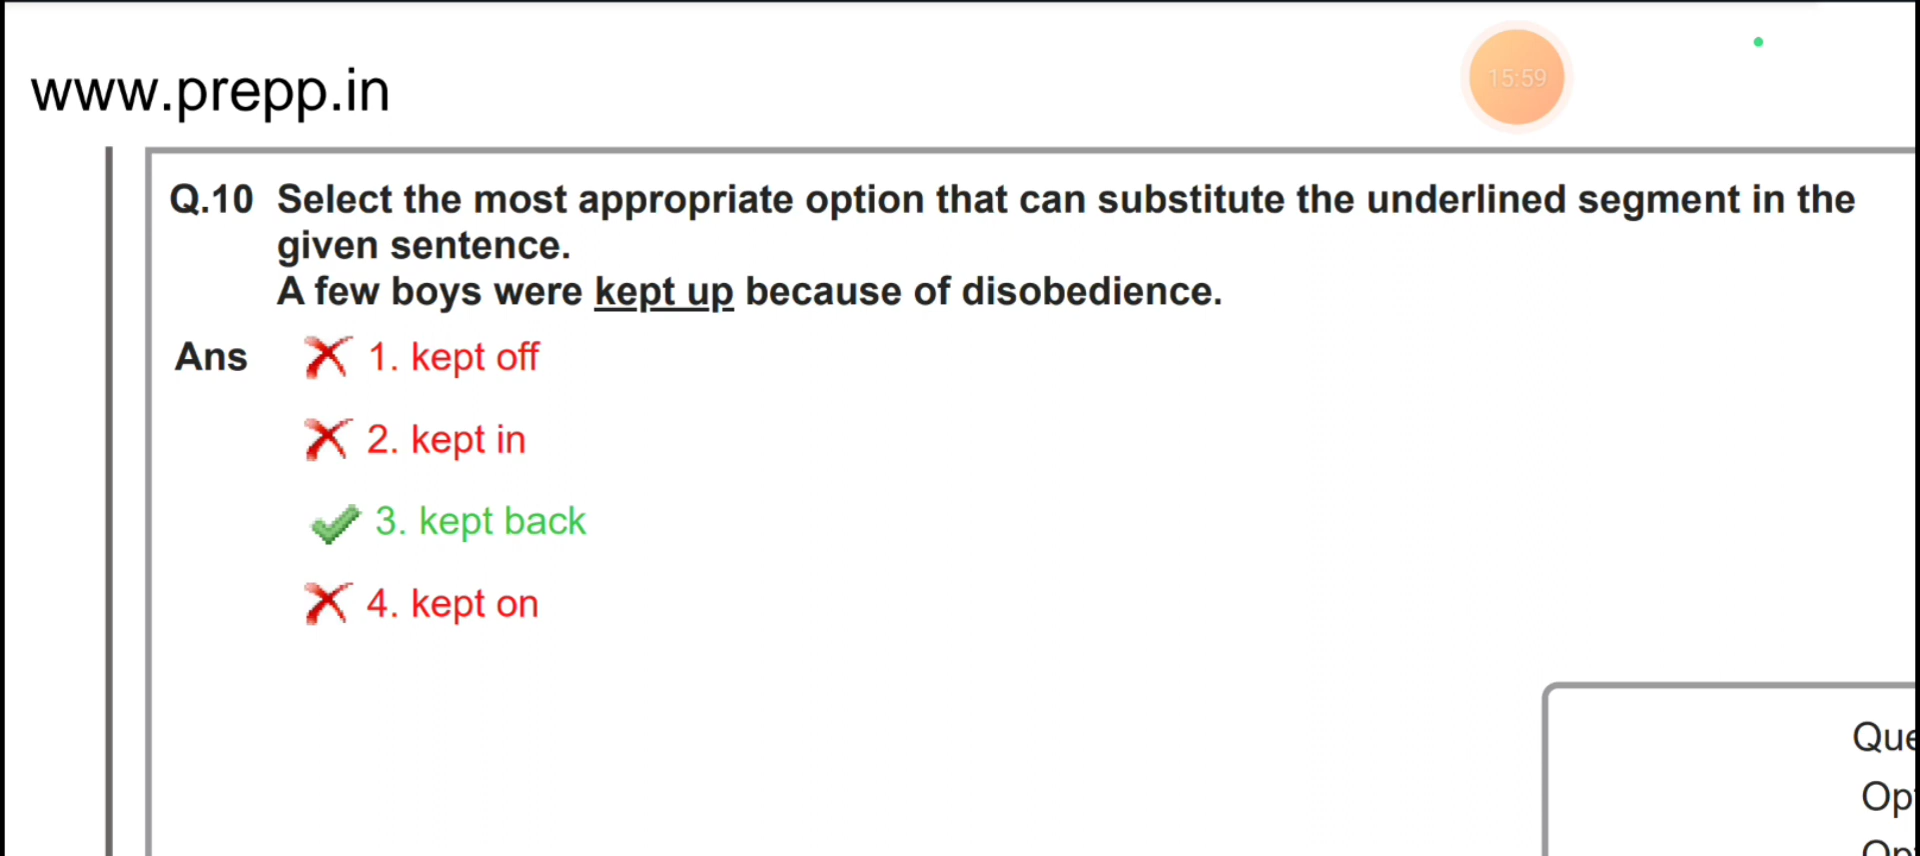 15:59
www.prepp.in
Q.10 Select the most appropriate option that can substitute the underlined segment in the
given sentence.
A few boys were kept up because of disobedience.
Ans 1. kept off
2. kept in
3. kept back
4. kept on